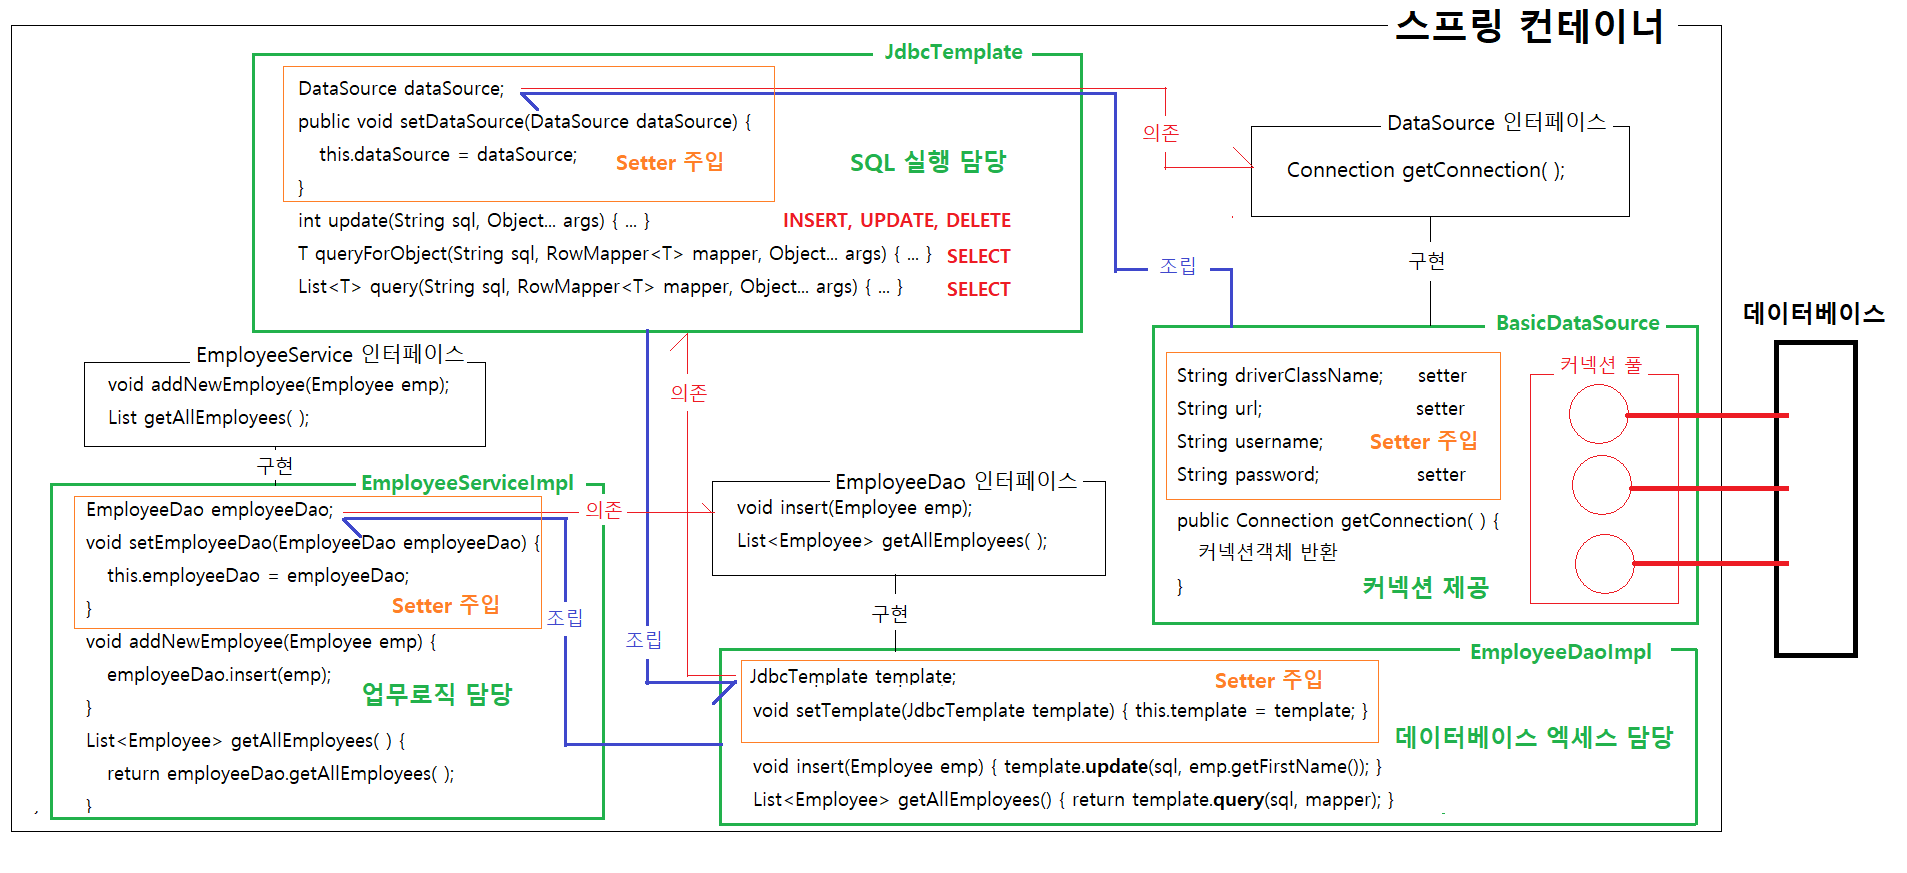 스프링 컨테이너
JdbcTemplate
DataSource dataSource;
public void setDataSource(DataSource dataSource) {
this.dataSource = dataSource;
Setter 주입
}
SQL 실행 담당
int update(String sql, Object... args) { ... }
INSERT, UPDATE, DELETE
T queryForObject(String sql, RowMapper<T> mapper, Object... args) { ... }
SELECT
List<T> query(String sql, RowMapper<T> mapper, Object... args) { ... }
SELECT
의존
DataSource 인터페이스
Connection getConnection( );
조립
구현
BasicDataSource
String driverClassName; setter
String url; setter
String username; Setter 주입
String password; setter
public Connection getConnection( ) {
커넥션객체 반환
}
커넥션 제공
커넥션 풀
데이터베이스
EmployeeService 인터페이스
void addNewEmployee(Employee emp);
List getAllEmployees( );
구현
EmployeeServiceImpl
EmployeeDao employeeDao;
void setEmployeeDao(EmployeeDao employeeDao) {
this.employeeDao = employeeDao;
}
Setter 주입
void addNewEmployee(Employee emp) {
employeeDao.insert(emp);
}
업무로직 담당
List<Employee> getAllEmployees( ) {
return employeeDao.getAllEmployees( );
}
의존
조립
의존
조립
EmployeeDao 인터페이스
void insert(Employee emp);
List<Employee> getAllEmployees( );
구현
EmployeeDaoImpl
JdbcTemplate template;
Setter 주입
void setTemplate(JdbcTemplate template) { this.template = template; }
데이터베이스 엑세스 담당
void insert(Employee emp) { template.update(sql, emp.getFirstName()); }
List<Employee> getAllEmployees() { return template.query(sql, mapper); }